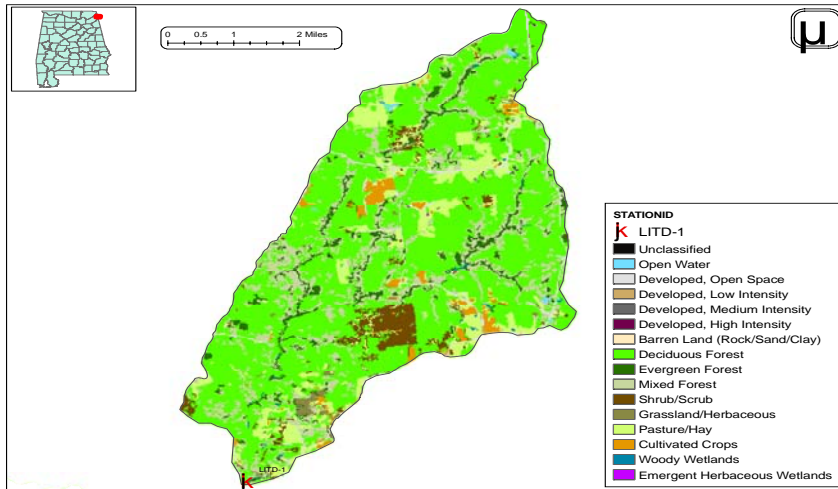 0 0.5 1 2 Miles
µ
STATIONID
LITD-1
Unclassified
Open Water
Developed, Open Space
Developed, Low Intensity
Developed, Medium Intensity
Developed, High Intensity
Barren Land (Rock/Sand/Clay)
Deciduous Forest
Evergreen Forest
Mixed Forest
Shrub/Scrub
Grassland/Herbaceous
Pasture/Hay
Cultivated Crops
Woody Wetlands
Emergent Herbaceous Wetlands
LITD-1